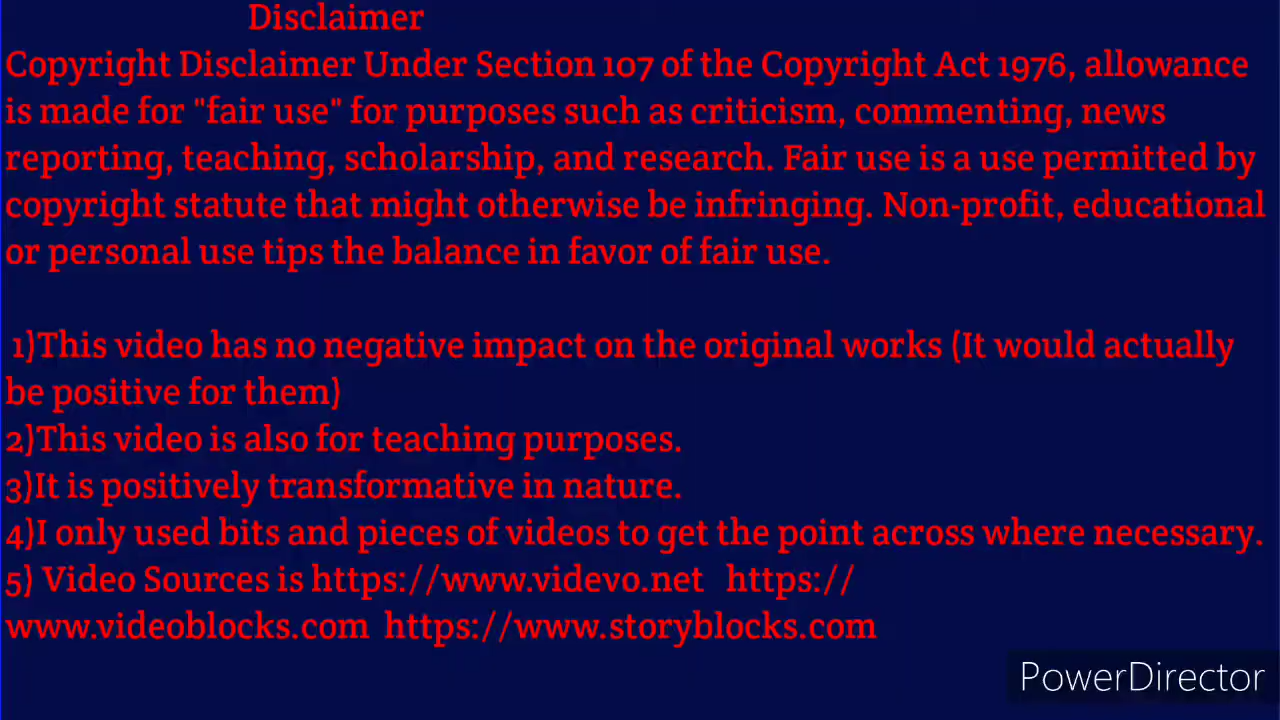 Disclaimer
Copyright Disclaimer Under Section 107 of the Copyright Act 1976, allowance
is made for "fair use" for purposes such as criticism, commenting, news
reporting, teaching, scholarship, and research. Fair use is a use permitted by
copyright statute that might otherwise be infringing. Non-profit, educational
or personal use tips the balance in favor of fair use.
1)This video has no negative impact on the original works (It would actually
be positive for them)
2)This video is also for teaching purposes.
3)It is positively transformative in nature.
4)I only used bits and pieces of videos to get the point across where necessary.
5) Video Sources is https://www.videvo.net https://
www.videoblocks.com https://www.storyblocks.com
PowerDirector